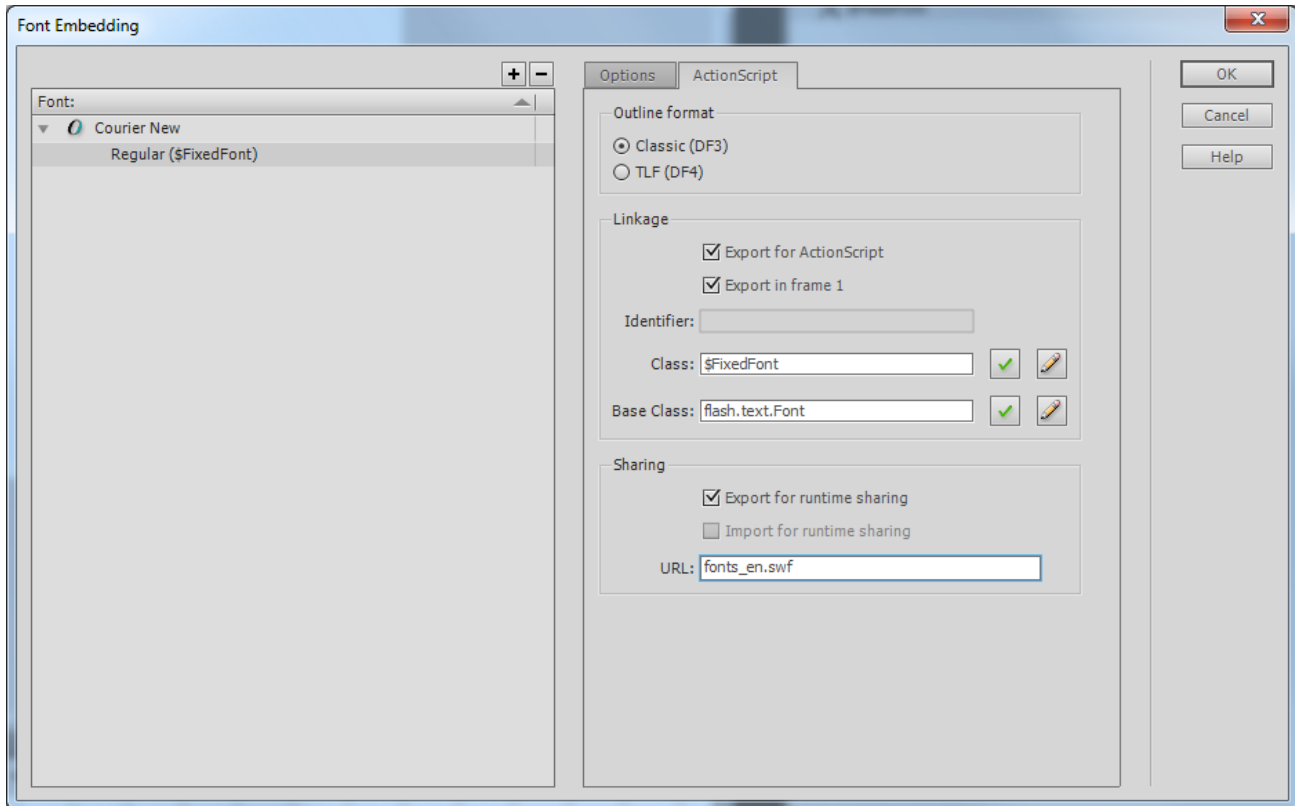 Font Embedding
Font:
Courier New
Regular ($FixedFont)
Options ActionScript
Outline format
Classic (DF3)
TLF (DF4)
Linkage
Export for ActionScript
Export in frame 1
Identifier:
Class: $FixedFont
Base Class: flash.text.Font
Sharing
Export for runtime sharing
Import for runtime sharing
URL: fonts_en.swf
OK
Cancel
Help